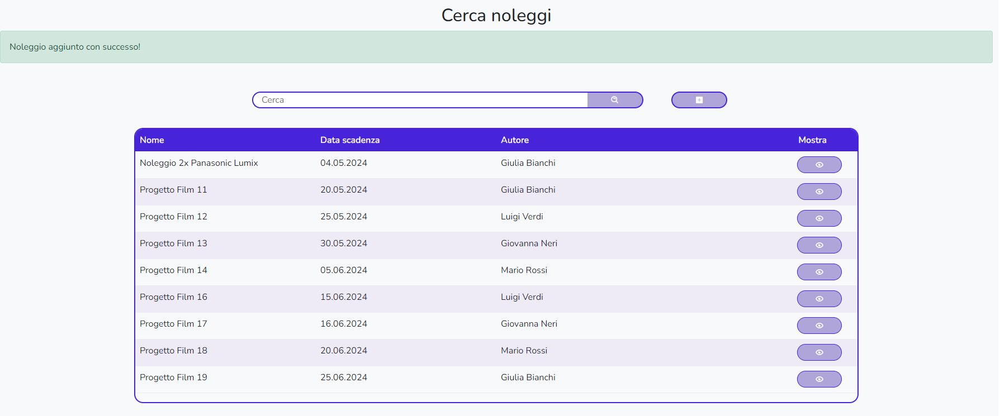 Cerca noleggi
Noleggio aggiunto con successo!
Cerca
Nome Data scadenza Autore Mostra
Noleggio 2x Panasonic Lumix 04.05.2024 Giulia Bianchi
Progetto Film 11 20.05.2024 Giulia Bianchi
Progetto Film 12 25.05.2024 Luigi Verdi
Progetto Film 13 30.05.2024 Giovanna Neri
Progetto Film 14 05.06.2024 Mario Rossi
Progetto Film 16 15.06.2024 Luigi Verdi
Progetto Film 17 16.06.2024 Giovanna Neri
Progetto Film 18 20.06.2024 Mario Rossi
Progetto Film 19 25.06.2024 Giulia Bianchi